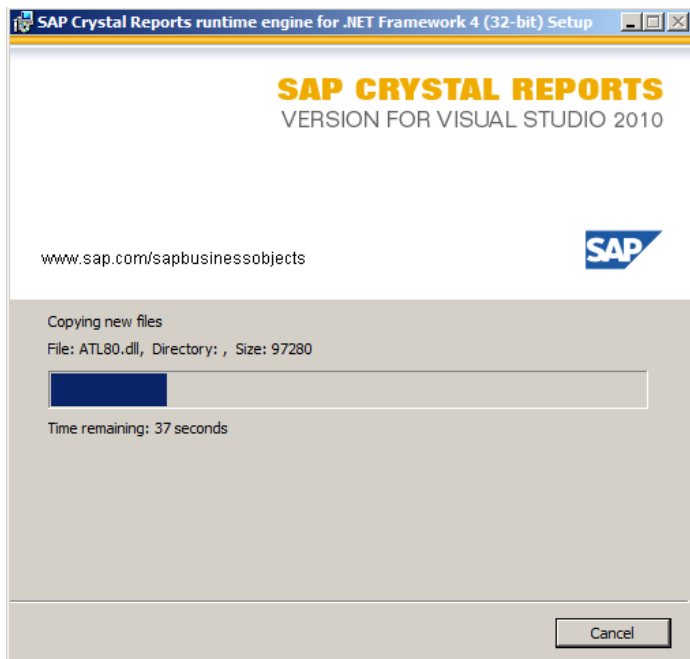 SAP Crystal Reports runtime engine for .NET Framework 4 (32-bit) Setup
SAP CRYSTAL REPORTS
VERSION FOR VISUAL STUDIO 2010
www.sap.com/sapbusinessobjects
SAP
Copying new files
File: ATL80.dll, Directory: , Size: 97280
Time remaining: 37 seconds
Cancel